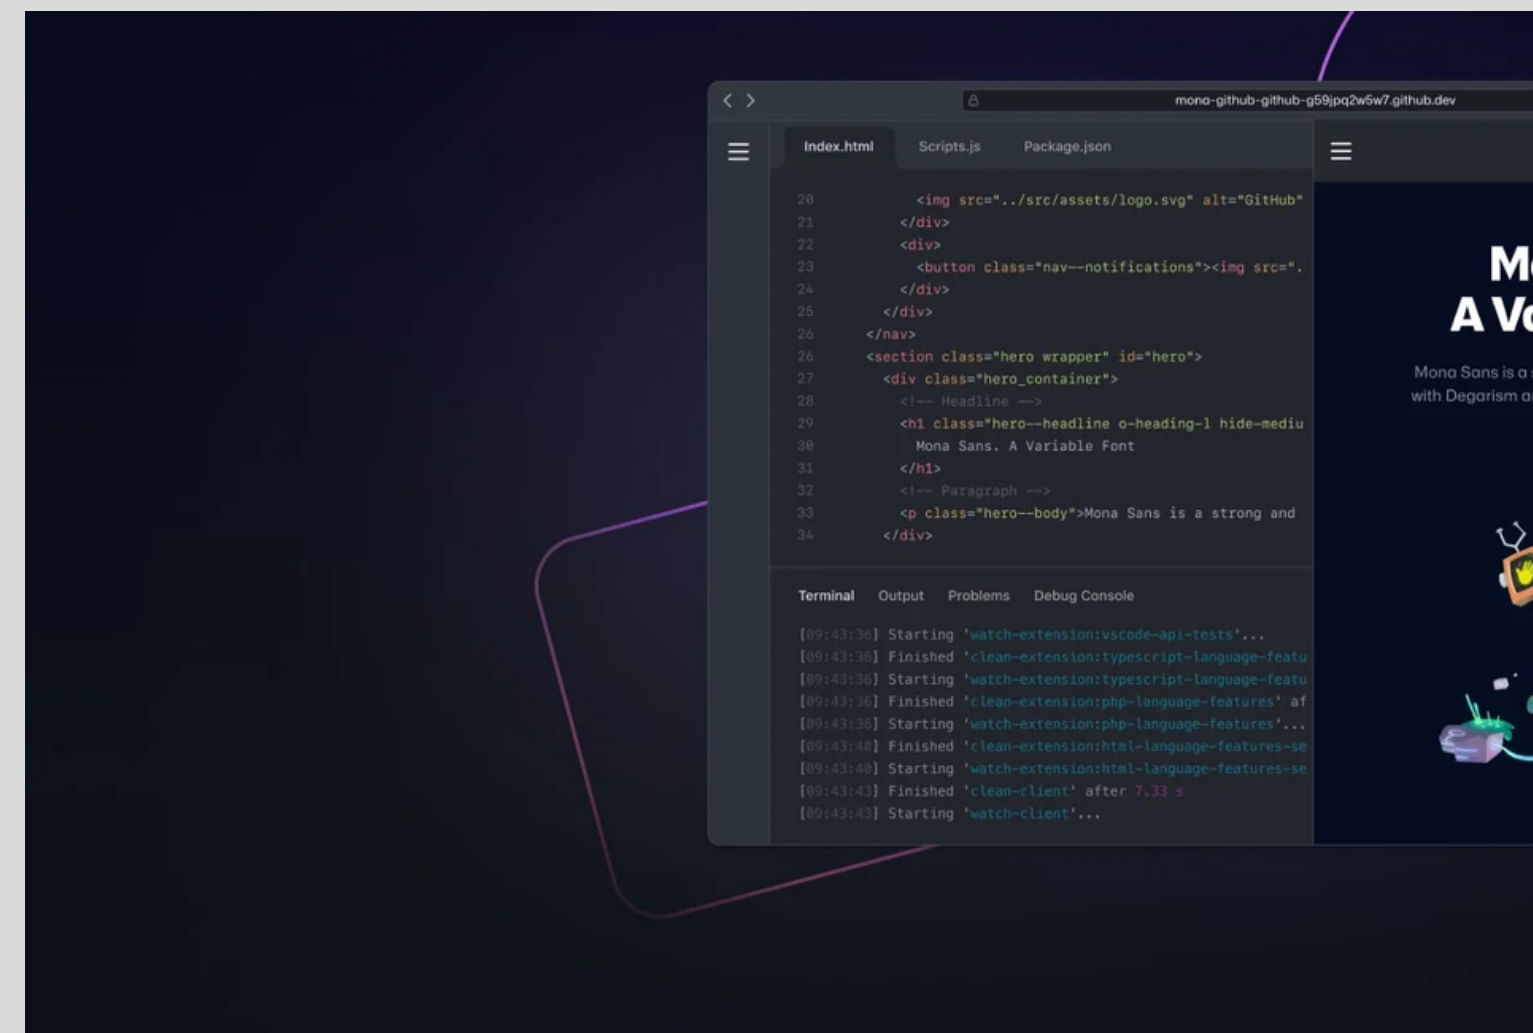 mona-github-github-g59jpq2w5w7.github.dev
Index.html Scripts.js Package.json
20 <img src="../src/assets/logo.svg" alt="GitHub"
21 </div>
22 <div>
23 <button class="nav--notifications"><img src=".
24 </div>
25 </div>
26 </nav>
26 <section class="hero wrapper" id="hero">
27 <div class="hero_container">
28 <!-- Headline -->
29 <h1 class="hero--headline o-heading-l hide-mediu
30 Mona Sans. A Variable Font
31 </h1>
32 <!-- Paragraph -->
33 <p class="hero--body">Mona Sans is a strong and
34 </div>
Terminal Output Problems Debug Console
[09:43:36] Starting 'watch-extension:vscode-api-tests'...
[09:43:36] Finished 'clean-extension:typescript-language-featu
[09:43:36] Starting 'watch-extension:typescript-language-featu
[09:43:36] Finished 'clean-extension:php-language-features' af
[09:43:36] Starting 'watch-extension:php-language-features'...
[09:43:40] Finished 'clean-extension:html-language-features-se
[09:43:40] Starting 'watch-extension:html-language-features-se
[09:43:43] Finished 'clean-client' after 7.33 s
[09:43:43] Starting 'watch-client'...
Mo
A Va
Mona Sans is a s
with Degarism an